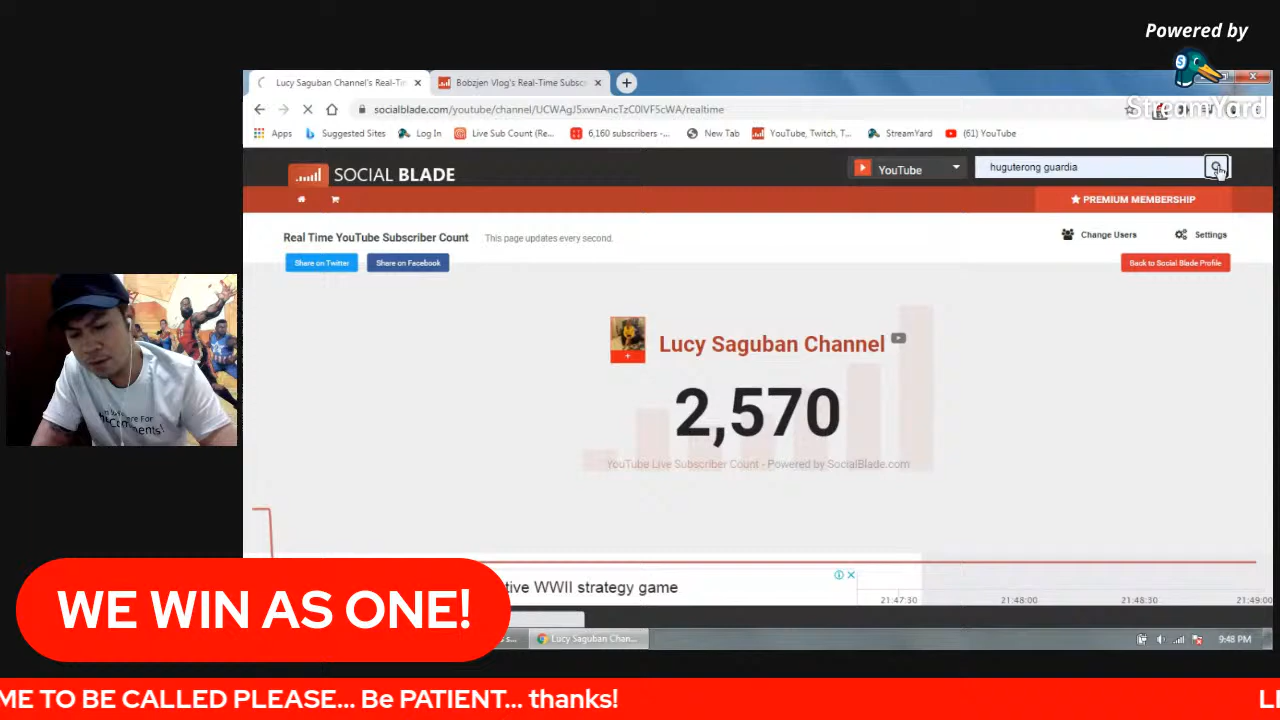 Powered by
StreamYard
Lucy Saguban Channel's Real-Tir
Bobzjen Vlog's Real-Time Subsc
socialblade.com/youtube/channel/UCWAgJ5xwnAncTzC0lVF5cWA/realtime
Apps
Suggested Sites
Log In
Live Sub Count (Re...
6,160 subscribers -...
New Tab
YouTube, Twitch, T...
StreamYard
(61) YouTube
SOCIAL BLADE
YouTube
huguterong guardia
PREMIUM MEMBERSHIP
Real Time YouTube Subscriber Count
This page updates every second.
Change Users
Settings
Share on Twitter
Share on Facebook
Back to Social Blade Profile
Lucy Saguban Channel
2,570
YouTube Live Subscriber Count - Powered by SocialBlade.com
tive WWII strategy game
21:47:30
21:48:00
21:48:30
21:49:00
WE WIN AS ONE!
Lucy Saguban Chan...
9:48 PM
ME TO BE CALLED PLEASE... Be PATIENT... thanks!